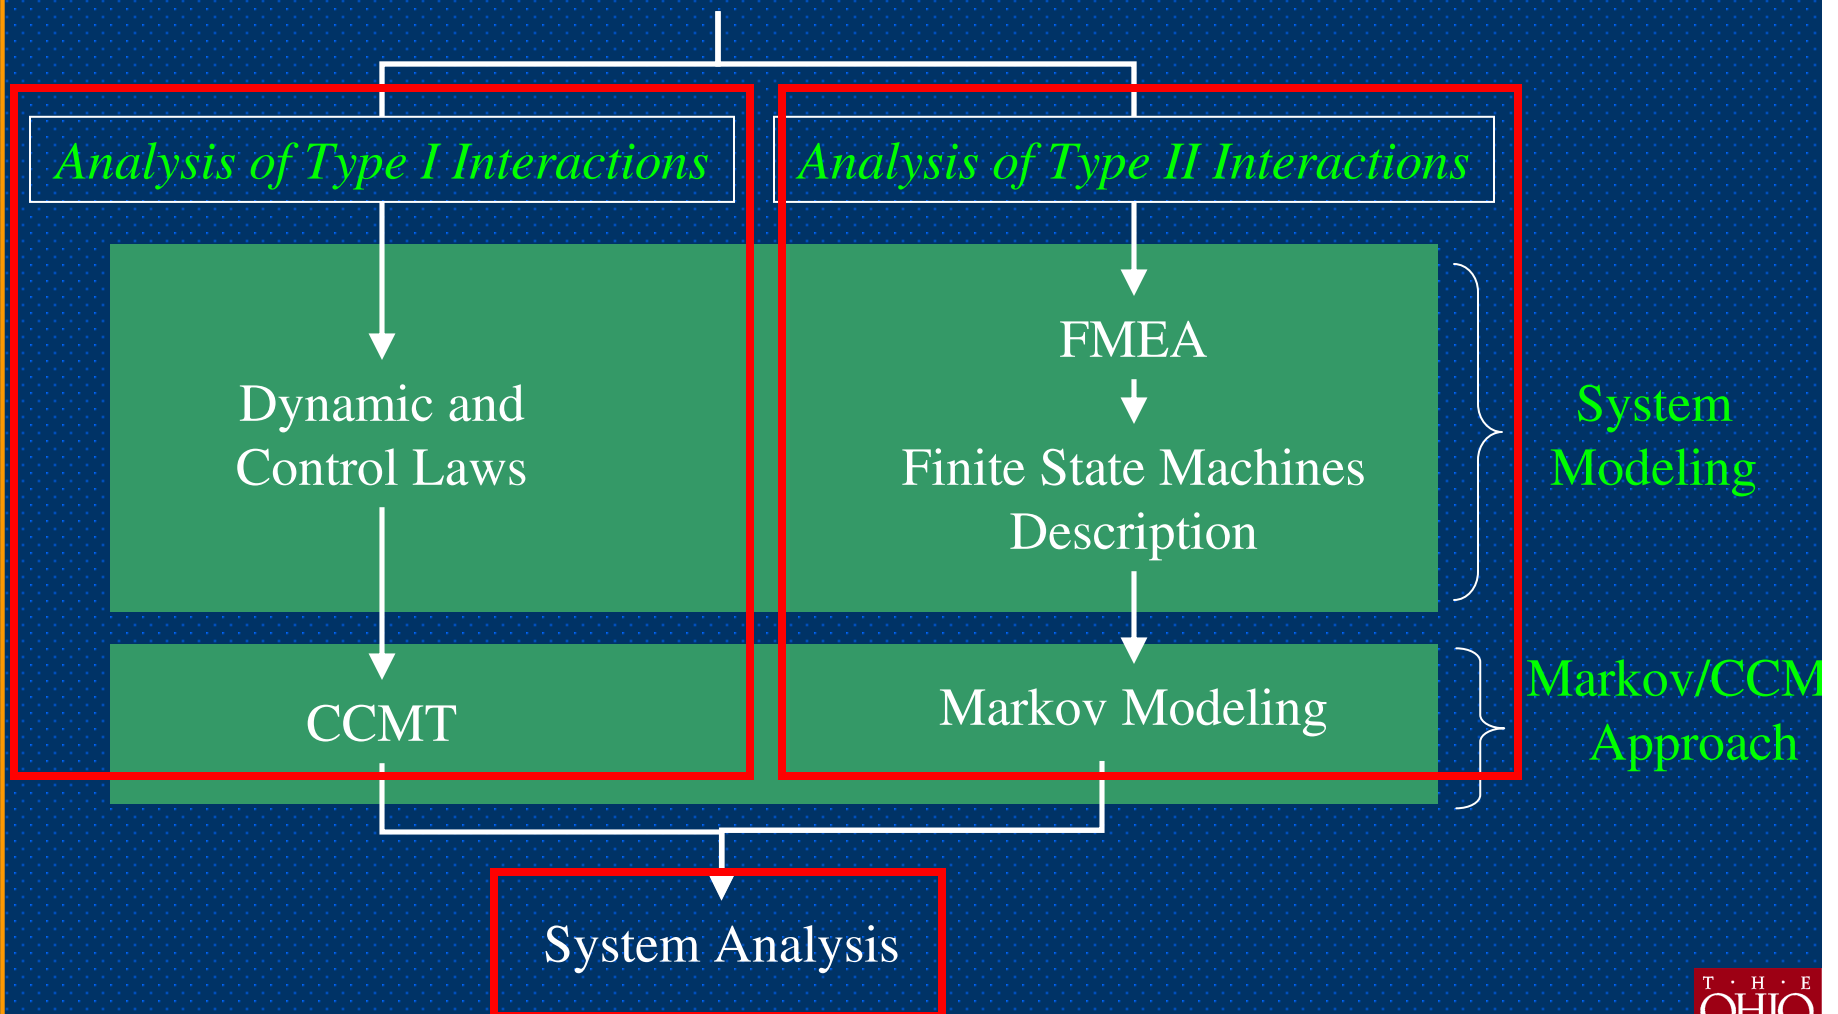 Analysis of Type I Interactions
Analysis of Type II Interactions
FMEA
Dynamic and
Control Laws
Finite State Machines
Description
System
Modeling
CCMT
Markov Modeling
Markov/CCM
Approach
System Analysis
T · H · E
OHIO